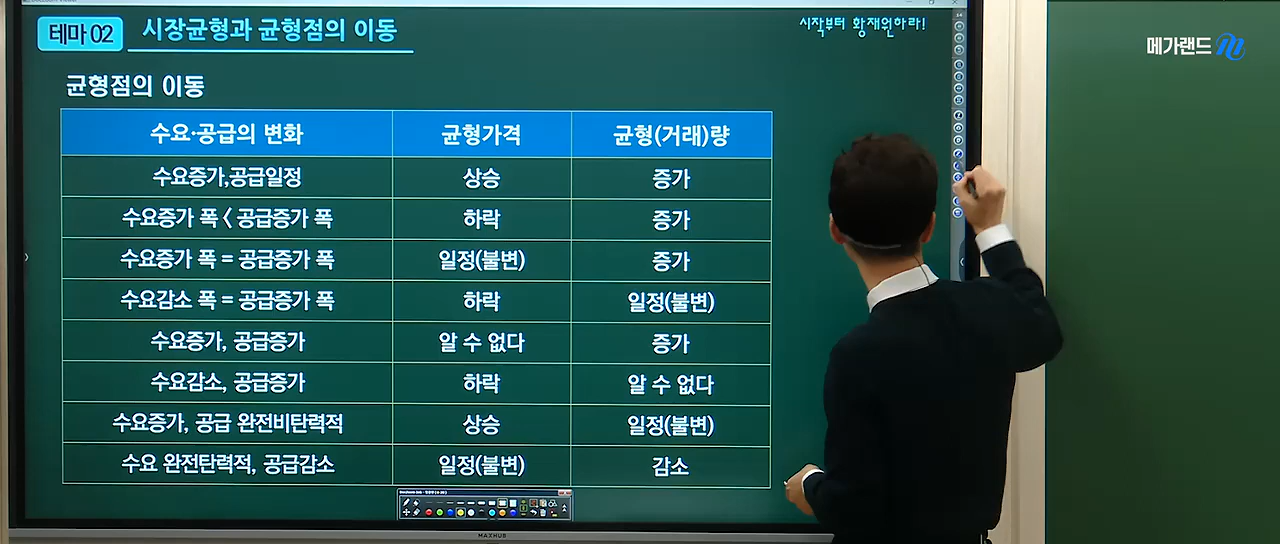 테마 02 시장균형과 균형점의 이동
시작부터 황재원하라!
메가랜드
균형점의 이동
수요·공급의 변화 균형가격 균형(거래)량
수요증가,공급일정 상승 증가
수요증가 폭 < 공급증가 폭 하락 증가
수요증가 폭 = 공급증가 폭 일정(불변) 증가
수요감소 폭 = 공급증가 폭 하락 일정(불변)
수요증가, 공급증가 알 수 없다 증가
수요감소, 공급증가 하락 알 수 없다
수요증가, 공급 완전비탄력적 상승 일정(불변)
수요 완전탄력적, 공급감소 일정(불변) 감소
MAXHUB